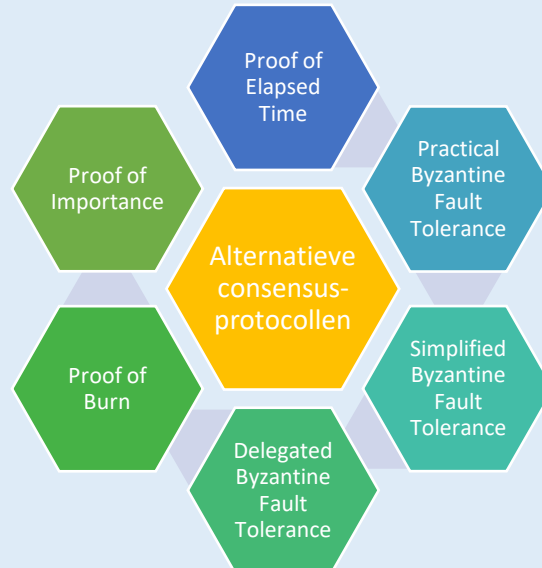 Proof of
Elapsed
Time
Practical
Byzantine
Fault
Tolerance
Simplified
Byzantine
Fault
Tolerance
Delegated
Byzantine
Fault
Tolerance
Proof of
Burn
Proof of
Importance
Alternatieve
consensus-
protocollen